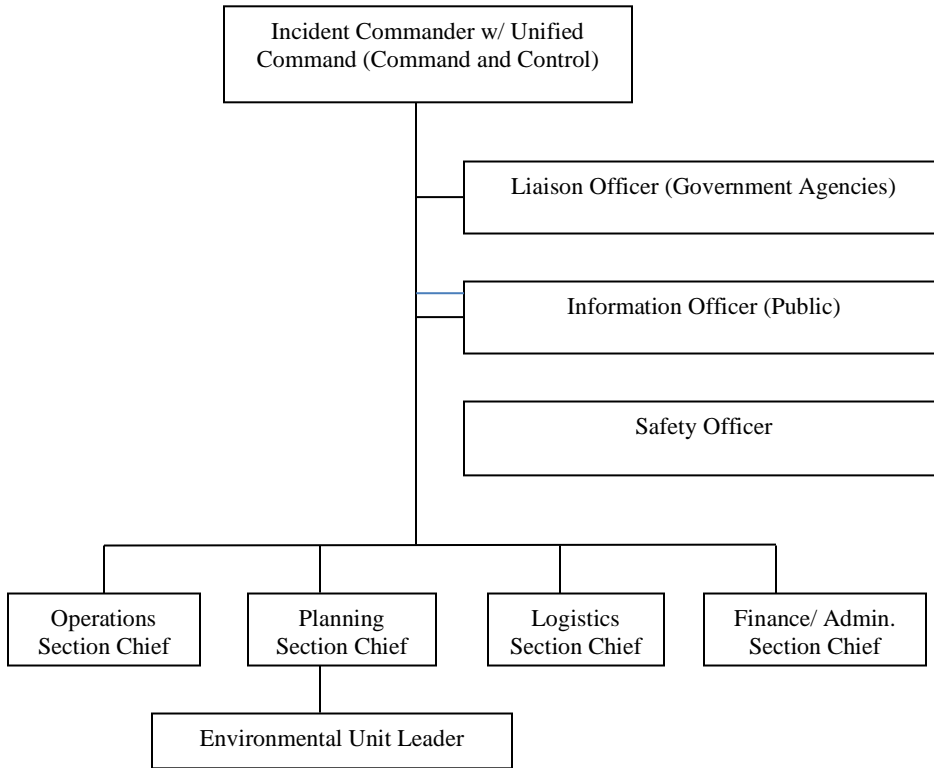 Incident Commander w/ Unified
Command (Command and Control)
Liaison Officer (Government Agencies)
Information Officer (Public)
Safety Officer
Operations
Section Chief
Planning
Section Chief
Logistics
Section Chief
Finance/ Admin.
Section Chief
Environmental Unit Leader